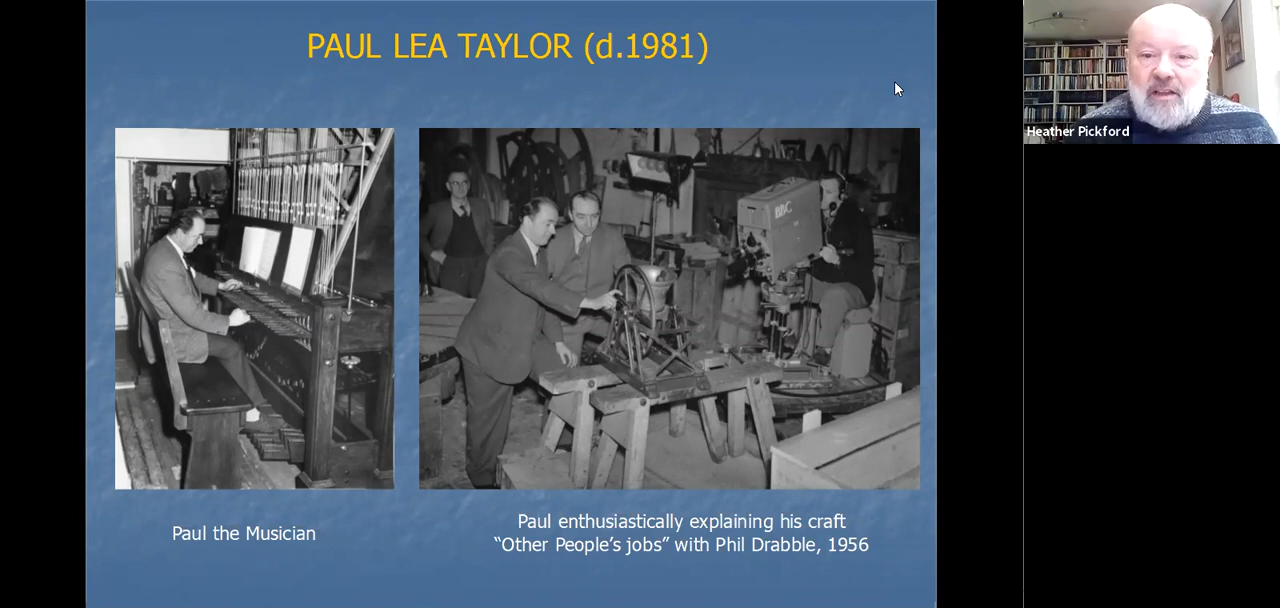 PAUL LEA TAYLOR (d.1981)
BBC
Heather Pickford
Paul the Musician
Paul enthusiastically explaining his craft
“Other People’s jobs” with Phil Drabble, 1956